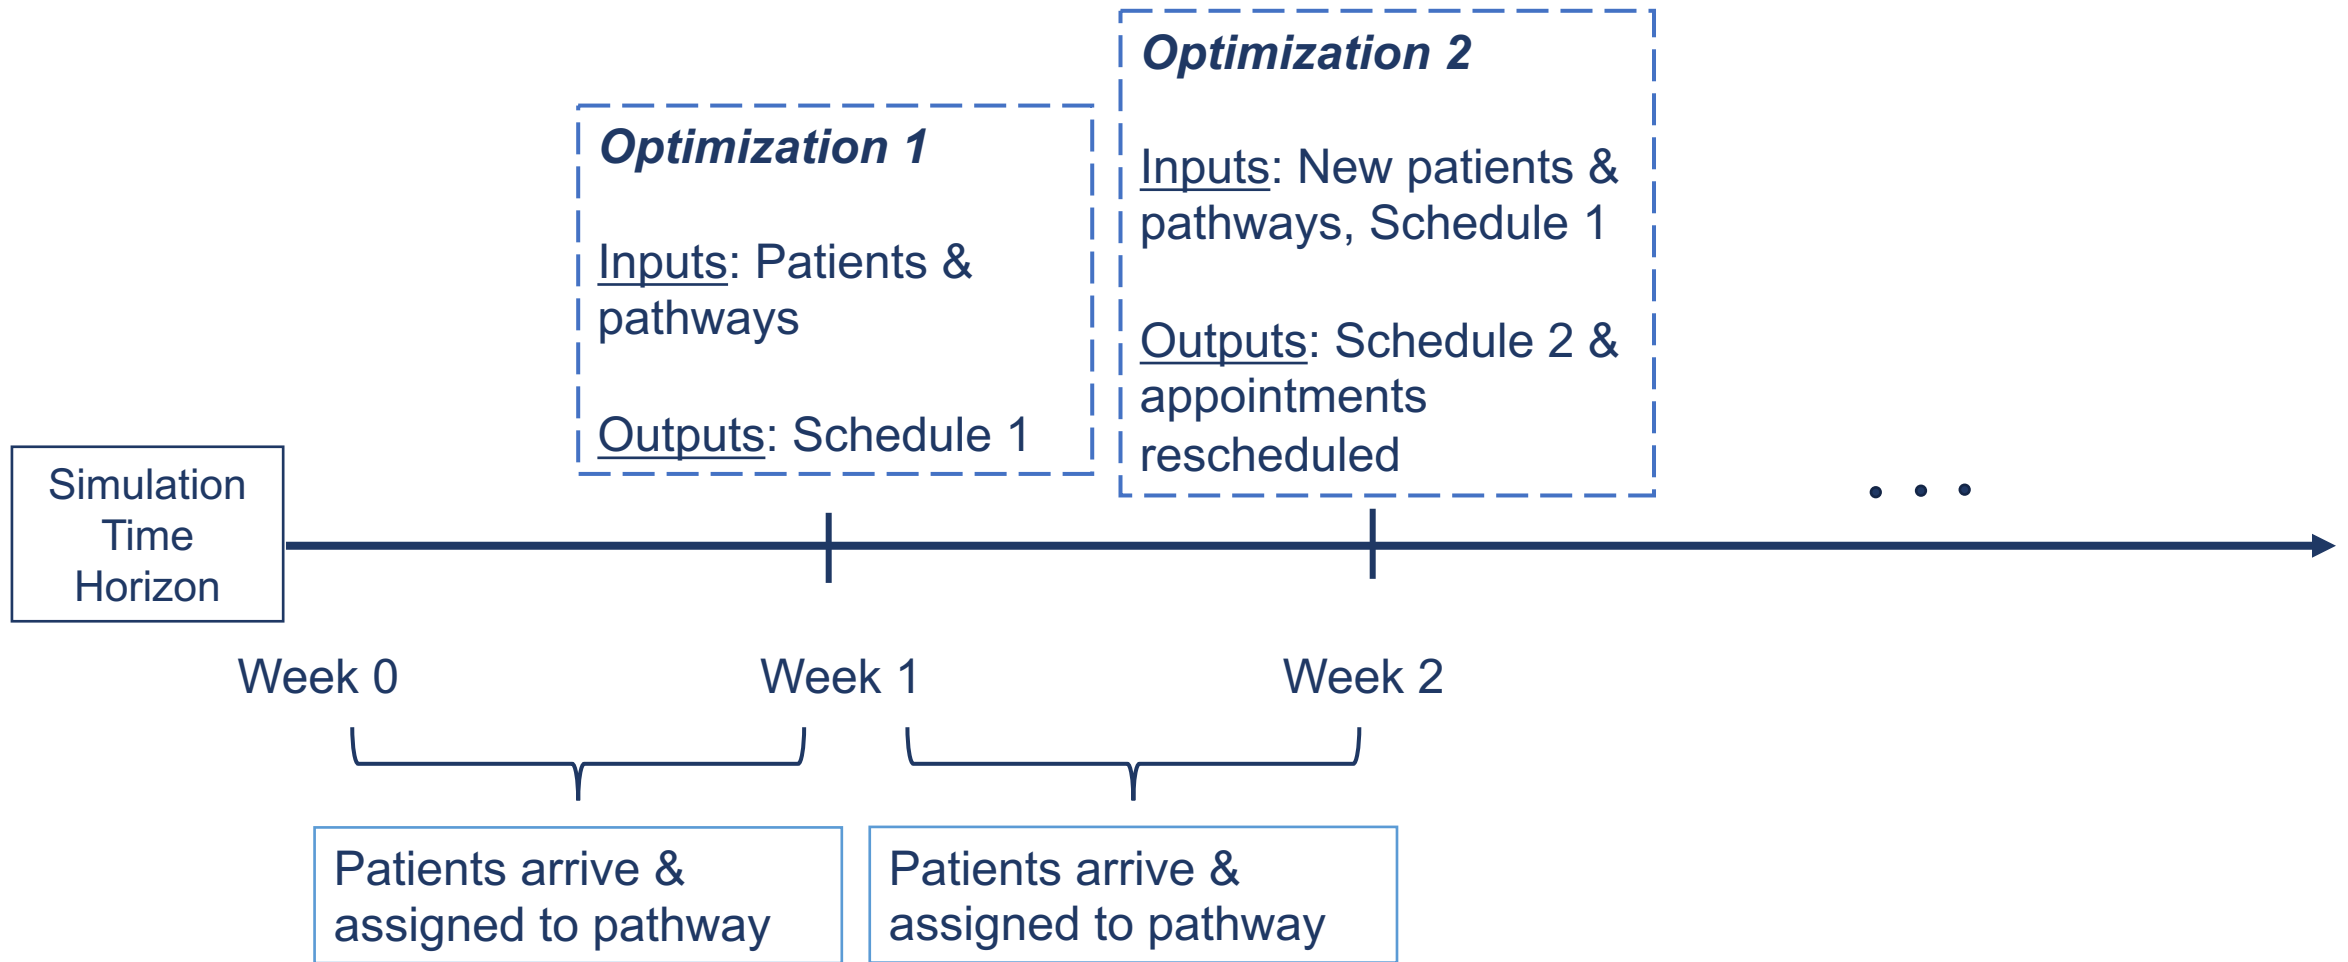 Optimization 2
Inputs: New patients &
pathways, Schedule 1
Outputs: Schedule 2 &
appointments
rescheduled
Optimization 1
Inputs: Patients &
pathways
Outputs: Schedule 1
Simulation
Time
Horizon
. . .
Week 0
Week 1
Week 2
Patients arrive &
assigned to pathway
Patients arrive &
assigned to pathway